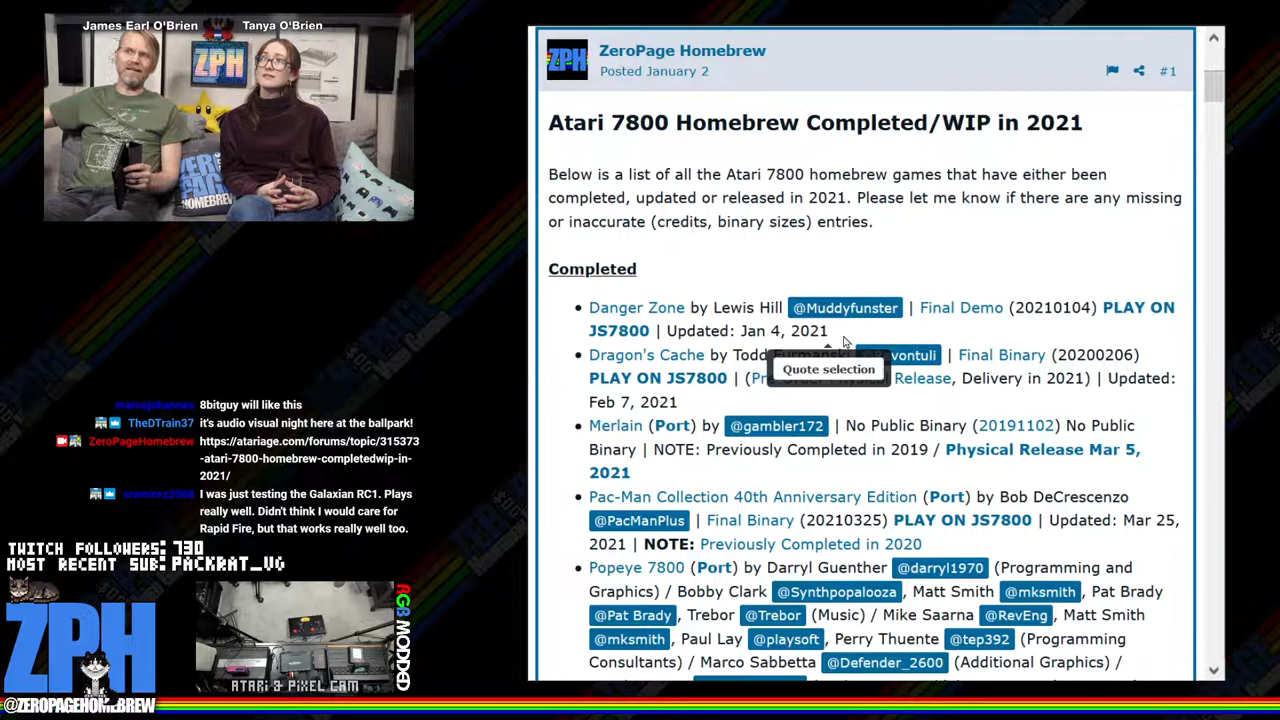 James Earl O'Brien
Tanya O'Brien
ZPH
ZERO
PAGE
HOMEBREW
marcojohannes 8bitguy will like this
TheDTrain37 it's audio visual night here at the ballpark!
ZeroPageHomebrew https://atariage.com/forums/topic/315373
-atari-7800-homebrew-completedwip-in-
2021/
I was just testing the Galaxian RC1. Plays
really well. Didn't think I would care for
Rapid Fire, but that works really well too.
TWITCH FOLLOWERS: 730
MOST RECENT SUB: PACKRAT_VG
ZPH
@ZEROPAGEHOMEBREW
ATARI & PIXEL CAM
RGB MODDED
ZPH
ZeroPage Homebrew
Posted January 2
#1
Atari 7800 Homebrew Completed/WIP in 2021
Below is a list of all the Atari 7800 homebrew games that have either been
completed, updated or released in 2021. Please let me know if there are any missing
or inaccurate (credits, binary sizes) entries.
Completed
• Danger Zone by Lewis Hill @Muddyfunster | Final Demo (20210104) PLAY ON
JS7800 | Updated: Jan 4, 2021
• Dragon's Cache by Todd Furmanski | Final Binary (20200206)
Quote selection
PLAY ON JS7800 | Release, Delivery in 2021) | Updated:
Feb 7, 2021
• Merlain (Port) by @gambler172 | No Public Binary (20191102) No Public
Binary | NOTE: Previously Completed in 2019 / Physical Release Mar 5,
2021
• Pac-Man Collection 40th Anniversary Edition (Port) by Bob DeCrescenzo
@PacManPlus | Final Binary (20210325) PLAY ON JS7800 | Updated: Mar 25,
2021 | NOTE: Previously Completed in 2020
• Popeye 7800 (Port) by Darryl Guenther @darryl1970 (Programming and
Graphics) / Bobby Clark @Synthpopalooza, Matt Smith @mksmith, Pat Brady
@Pat Brady, Trebor @Trebor (Music) / Mike Saarna @RevEng, Matt Smith
@mksmith, Paul Lay @playsoft, Perry Thuente @tep392 (Programming
Consultants) / Marco Sabbetta @Defender_2600 (Additional Graphics) /